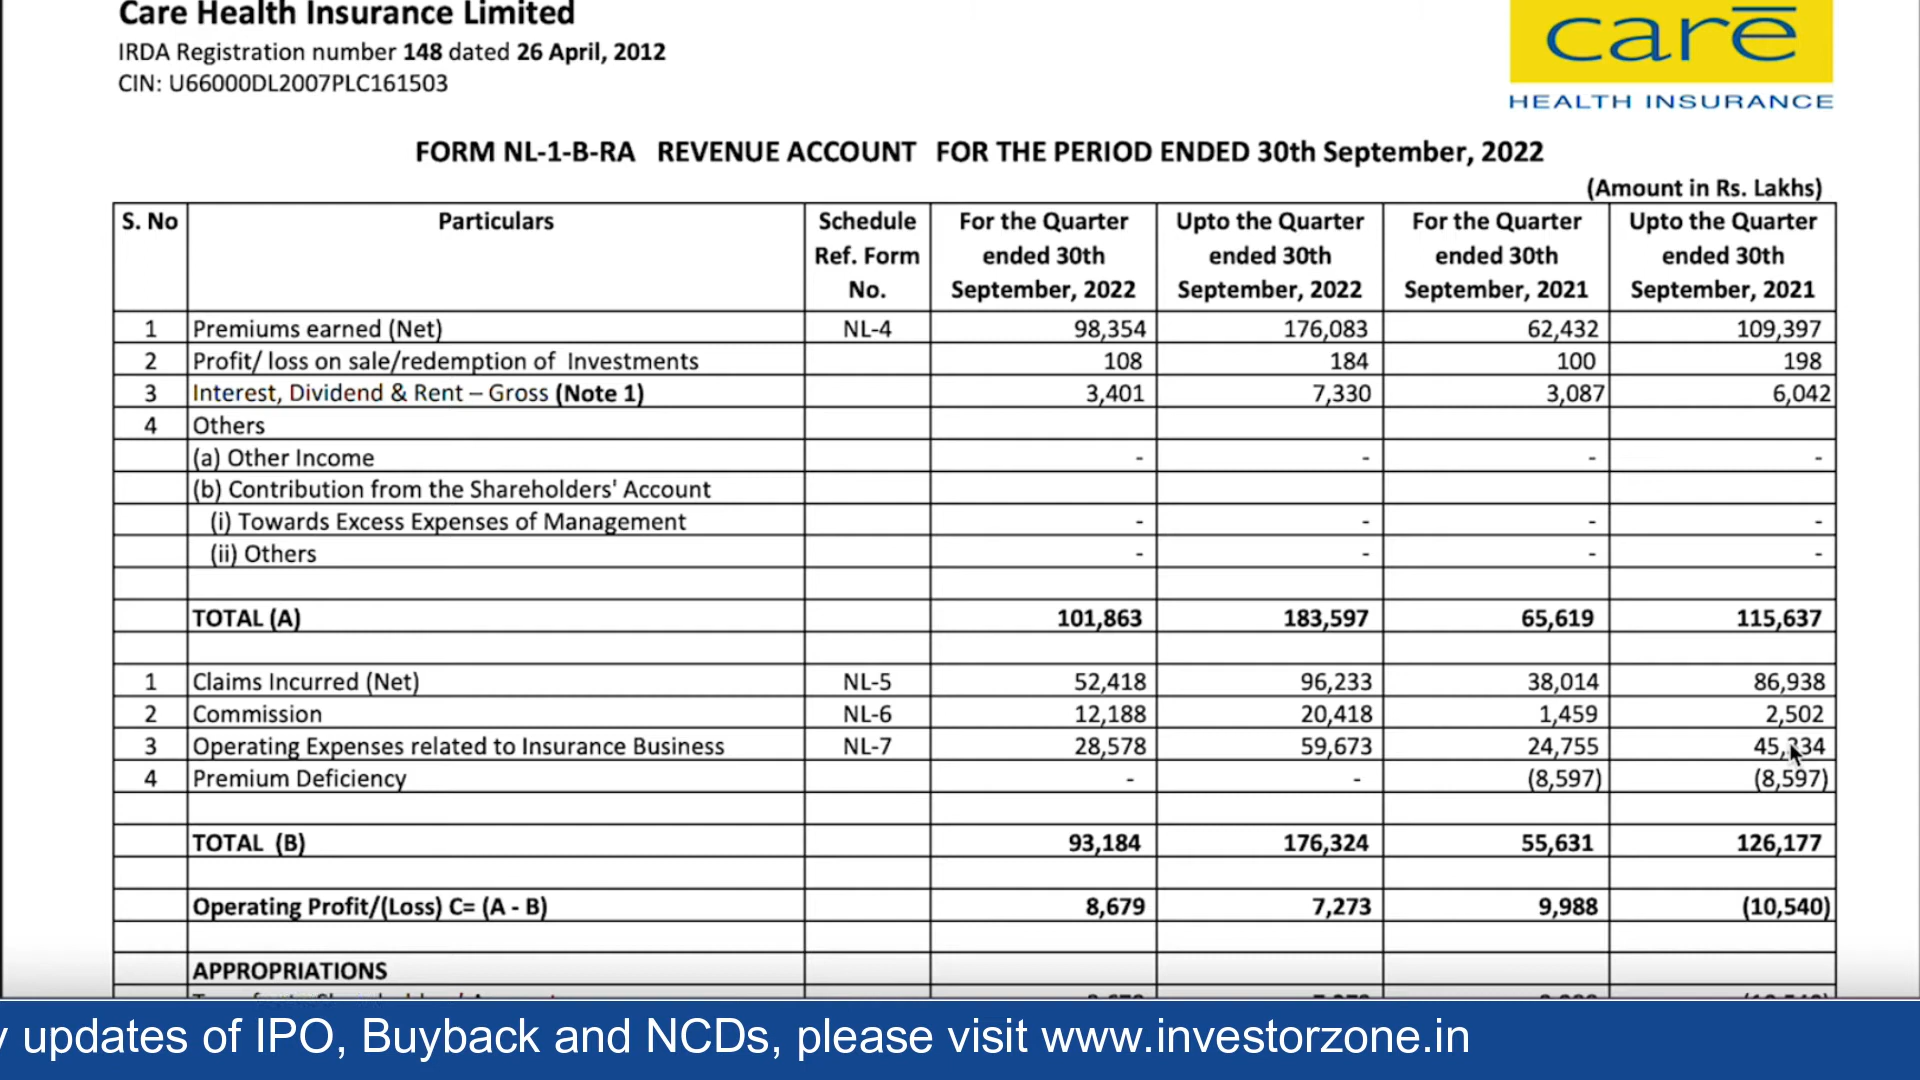 Care Health Insurance Limited
IRDA Registration number 148 dated 26 April, 2012
CIN: U66000DL2007PLC161503
care
HEALTH INSURANCE
FORM NL-1-B-RA REVENUE ACCOUNT FOR THE PERIOD ENDED 30th September, 2022
(Amount in Rs. Lakhs)
S. No Particulars Schedule Ref. Form No. For the Quarter ended 30th September, 2022 Upto the Quarter ended 30th September, 2022 For the Quarter ended 30th September, 2021 Upto the Quarter ended 30th September, 2021
1 Premiums earned (Net) NL-4 98,354 176,083 62,432 109,397
2 Profit/ loss on sale/redemption of Investments 108 184 100 198
3 Interest, Dividend & Rent – Gross (Note 1) 3,401 7,330 3,087 6,042
4 Others
(a) Other Income - - - -
(b) Contribution from the Shareholders' Account
(i) Towards Excess Expenses of Management - - - -
(ii) Others - - - -
TOTAL (A) 101,863 183,597 65,619 115,637
1 Claims Incurred (Net) NL-5 52,418 96,233 38,014 86,938
2 Commission NL-6 12,188 20,418 1,459 2,502
3 Operating Expenses related to Insurance Business NL-7 28,578 59,673 24,755 45,334
4 Premium Deficiency - - (8,597) (8,597)
TOTAL (B) 93,184 176,324 55,631 126,177
Operating Profit/(Loss) C= (A - B) 8,679 7,273 9,988 (10,540)
APPROPRIATIONS
updates of IPO, Buyback and NCDs, please visit www.investorzone.in